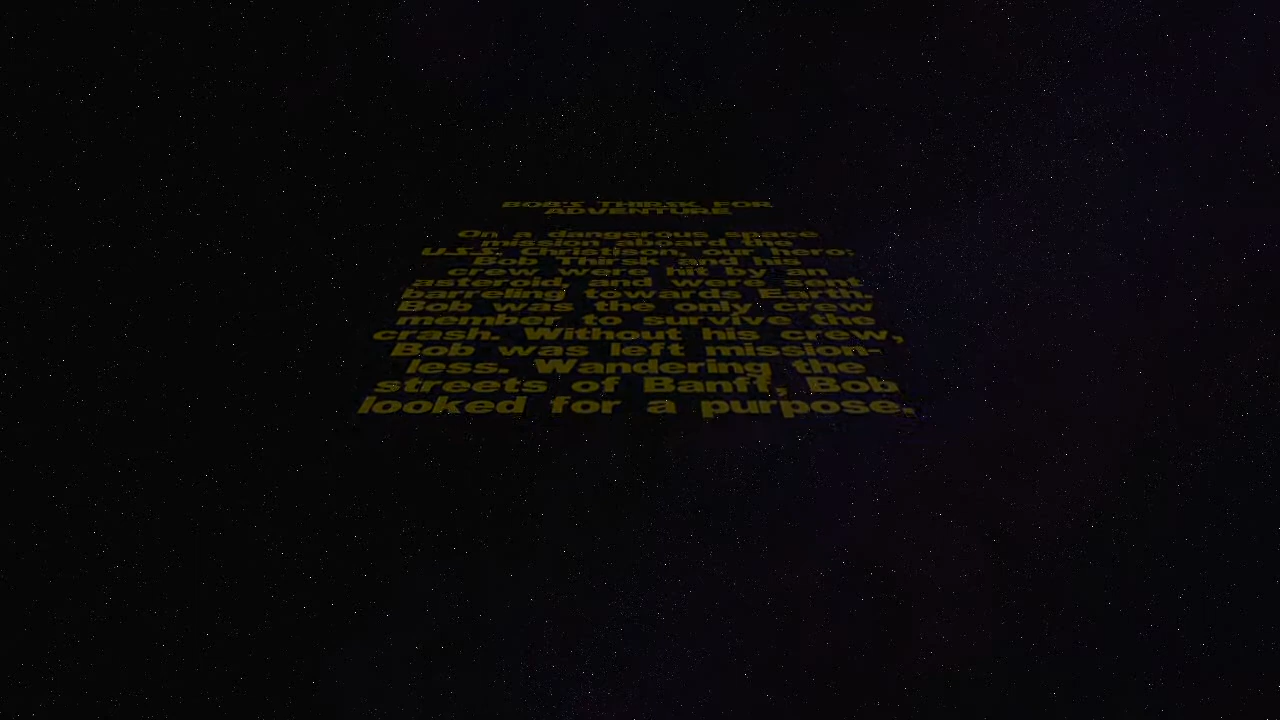 BOB'S THIRSK FOR
ADVENTURE
On a dangerous space
mission aboard the
U.S.S. Christison, our hero:
Bob Thirsk and his
crew were hit by an
asteroid, and were sent
barreling towards Earth.
Bob was the only crew
member to survive the
crash. Without his crew,
Bob was left mission-
less. Wandering the
streets of Banff, Bob
looked for a purpose.